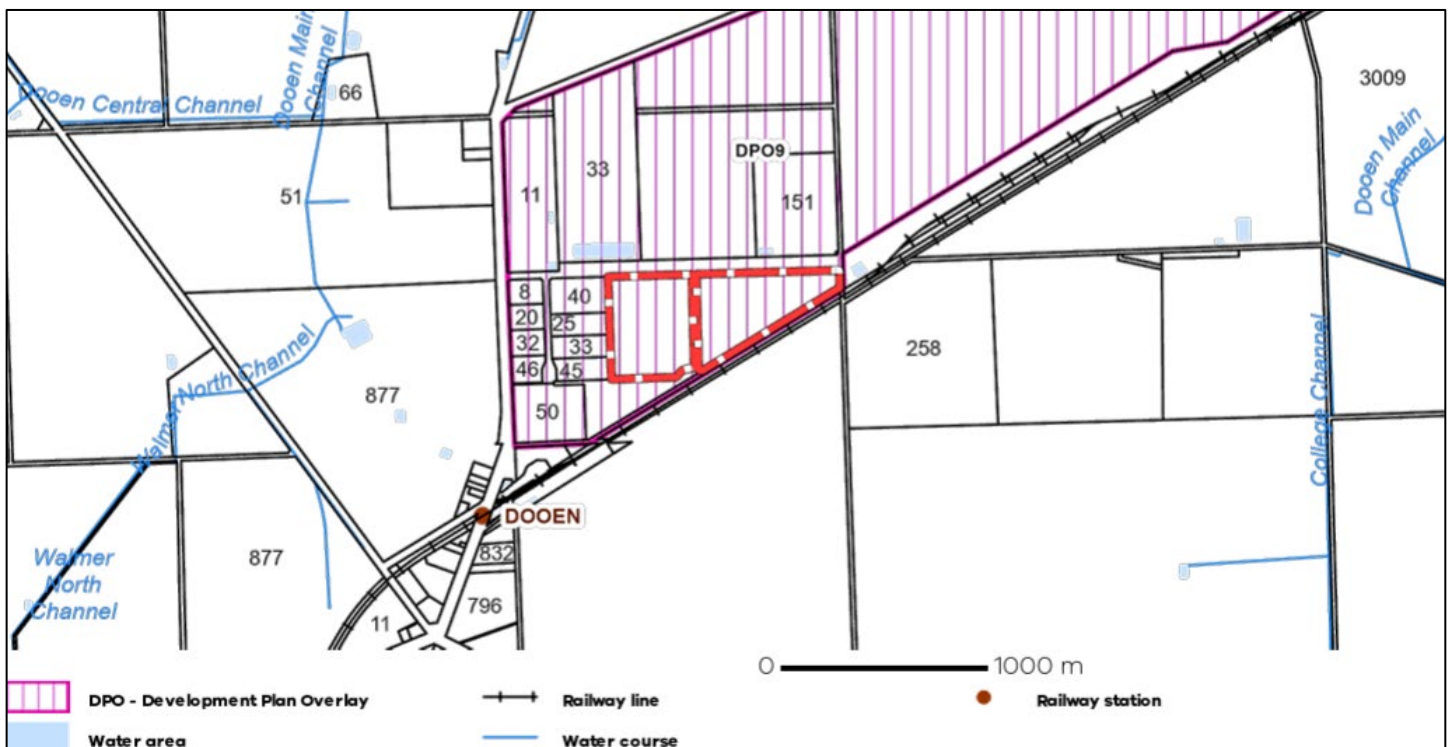 3009
66
Dooen Central Channel
Dooen Main
Channel
Dooen Main
Channel
DPO9
33
151
51
11
8
40
20
25
32
33
46
45
50
258
College Channel
Walmer North Channel
877
DOOEN
832
Walmer
North
Channel
877
796
11
0 1000 m
DPO - Development Plan Overlay
Railway line
Railway station
Water area
Water course